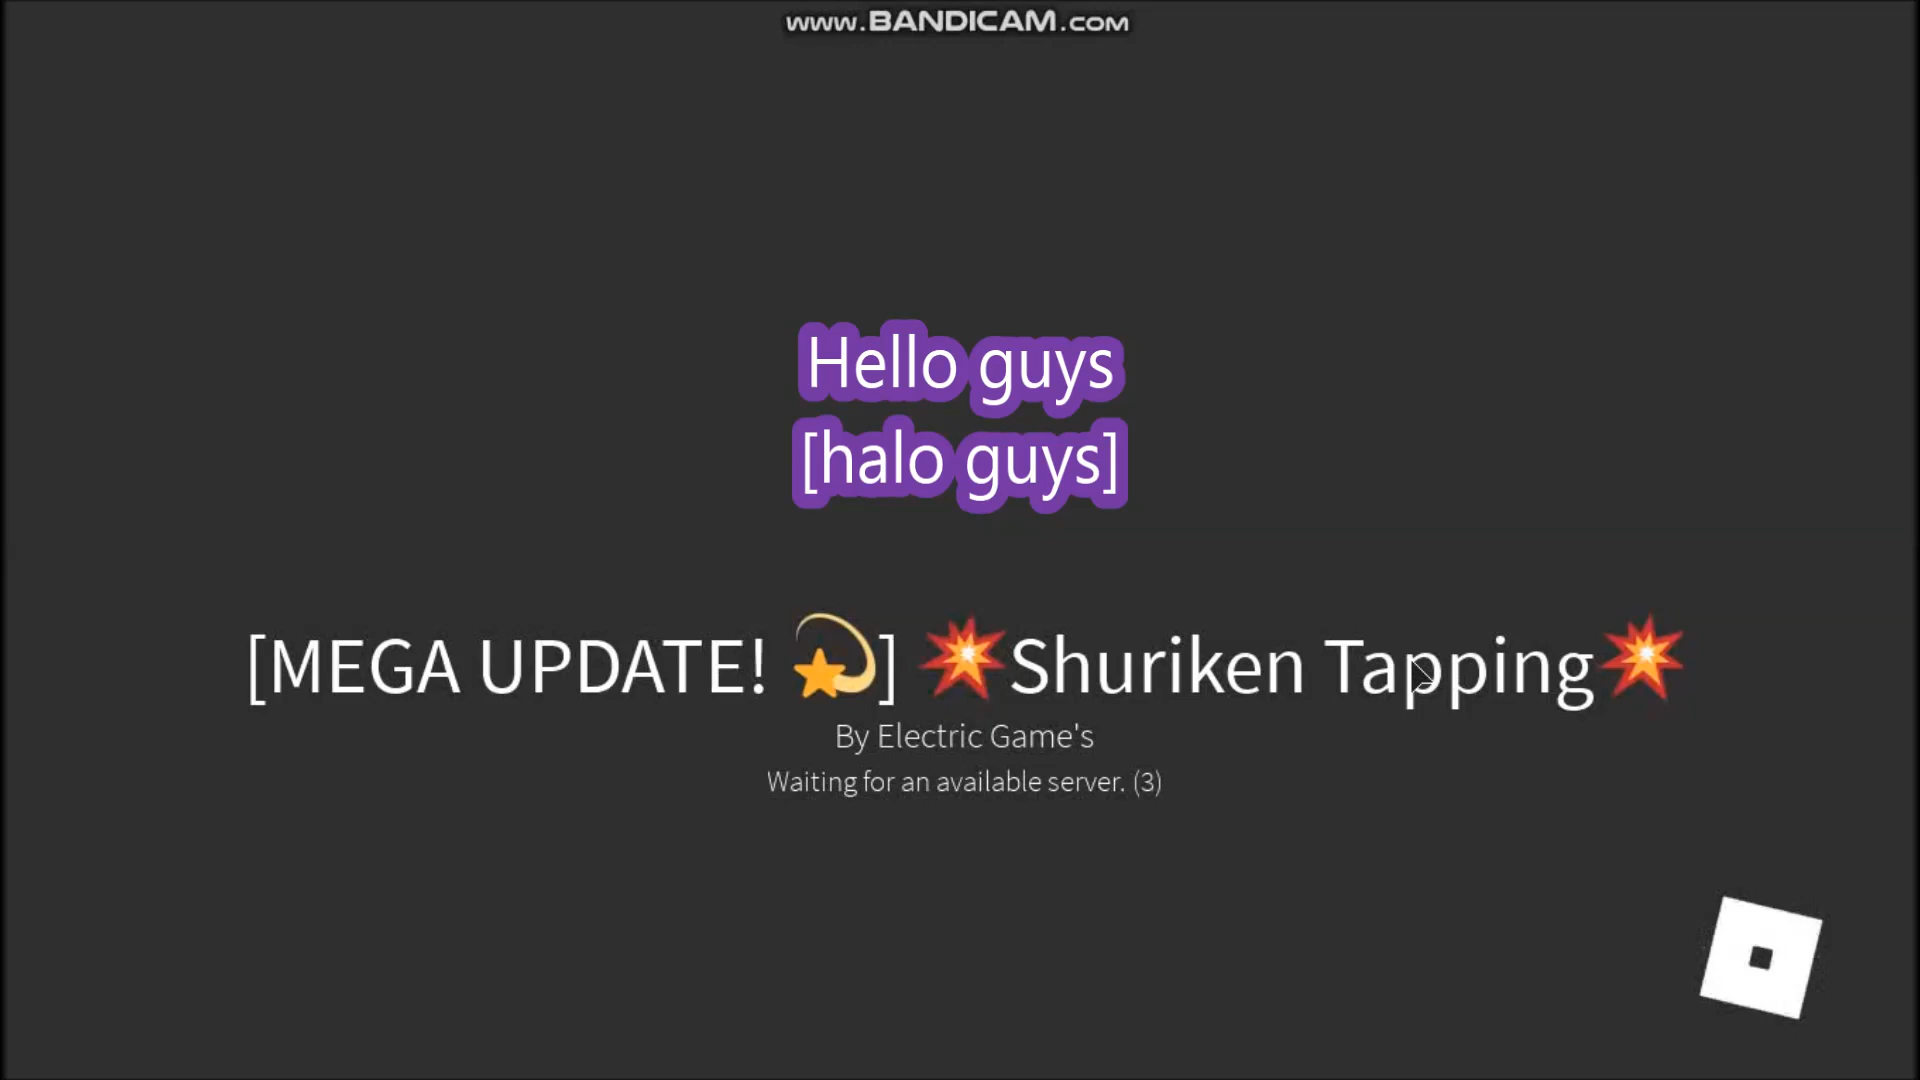 www.BANDICAM.com
Hello guys
[halo guys]
[MEGA UPDATE! 💫] 💥Shuriken Tapping💥
By Electric Game's
Waiting for an available server. (3)